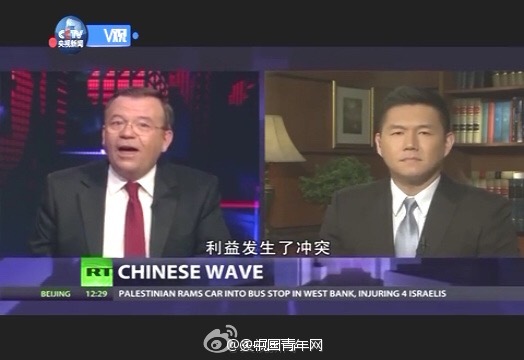 CCTV
央视新闻
V观
利益发生了冲突
RT
CHINESE WAVE
BEIJING 12:29 PALESTINIAN RAMS CAR INTO BUS STOP IN WEST BANK, INJURING 4 ISRAELIS
@中国青年网